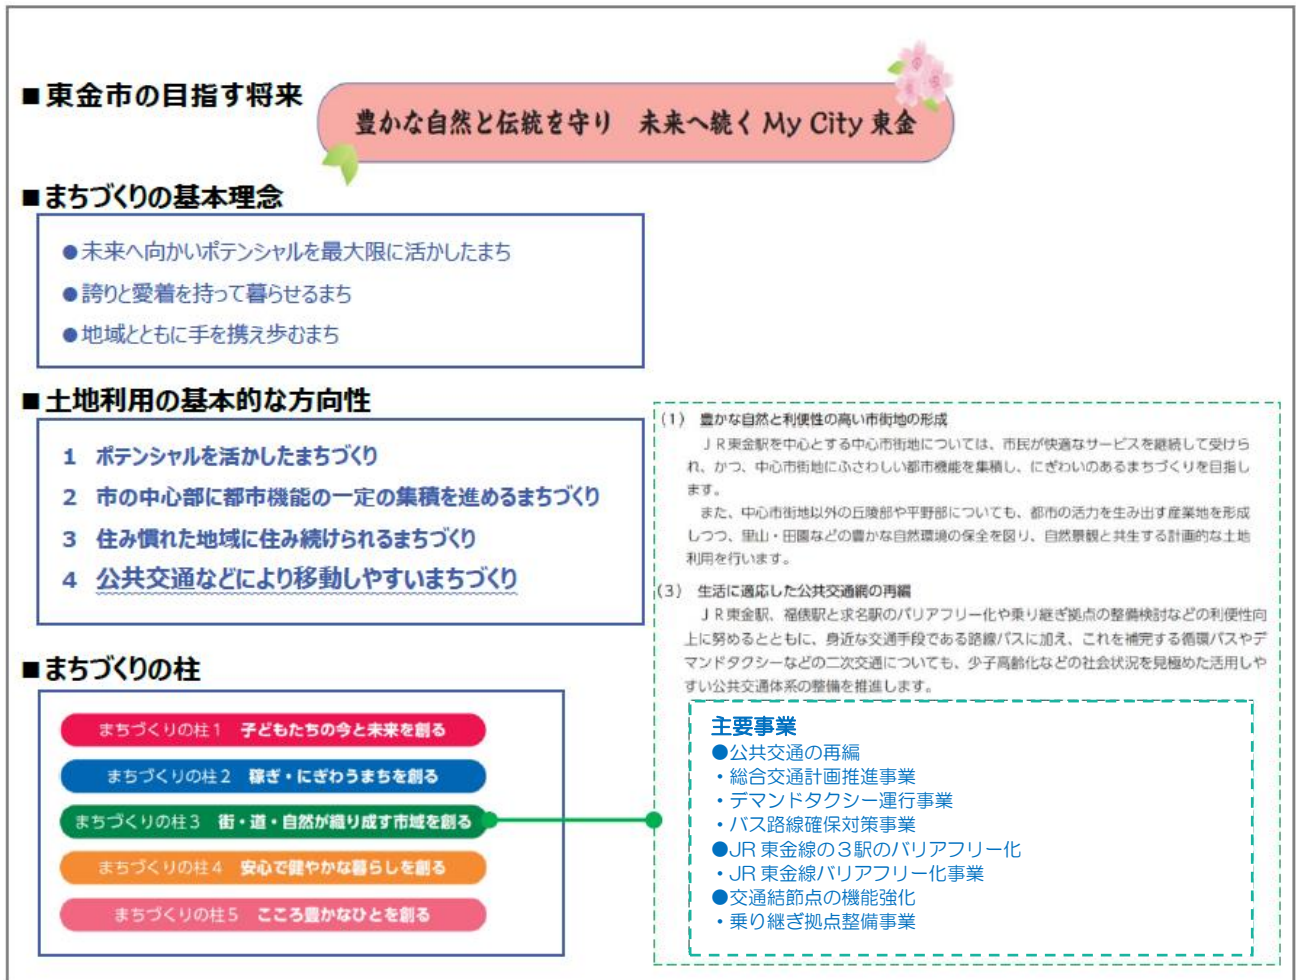 ■東金市の目指す将来
豊かな自然と伝統を守り　未来へ続く My City 東金
■まちづくりの基本理念
●未来へ向かいポテンシャルを最大限に活かしたまち
●誇りと愛着を持って暮らせるまち
●地域とともに手を携え歩むまち
■土地利用の基本的な方向性
1　ポテンシャルを活かしたまちづくり
2　市の中心部に都市機能の一定の集積を進めるまちづくり
3　住み慣れた地域に住み続けられるまちづくり
4　公共交通などにより移動しやすいまちづくり
■まちづくりの柱
まちづくりの柱1　子どもたちの今と未来を創る
まちづくりの柱2　稼ぎ・にぎわうまちを創る
まちづくりの柱3　街・道・自然が織り成す市域を創る
まちづくりの柱4　安心で健やかな暮らしを創る
まちづくりの柱5　こころ豊かなひとを創る
(1)　豊かな自然と利便性の高い市街地の形成
ＪＲ東金駅を中心とする中心市街地については、市民が快適なサービスを継続して受けら
れ、かつ、中心市街地にふさわしい都市機能を集積し、にぎわいのあるまちづくりを目指し
ます。
また、中心市街地以外の丘陵部や平野部についても、都市の活力を生み出す産業地を形成
しつつ、里山・田園などの豊かな自然環境の保全を図り、自然景観と共生する計画的な土地
利用を行います。
(3)　生活に適応した公共交通網の再編
ＪＲ東金駅、福俵駅と求名駅のバリアフリー化や乗り継ぎ拠点の整備検討などの利便性向
上に努めるとともに、身近な交通手段である路線バスに加え、これを補完する循環バスやデ
マンドタクシーなどの二次交通についても、少子高齢化などの社会状況を見極めた活用しや
すい公共交通体系の整備を推進します。
主要事業
●公共交通の再編
・総合交通計画推進事業
・デマンドタクシー運行事業
・バス路線確保対策事業
●JR 東金線の３駅のバリアフリー化
・JR 東金線バリアフリー化事業
●交通結節点の機能強化
・乗り継ぎ拠点整備事業